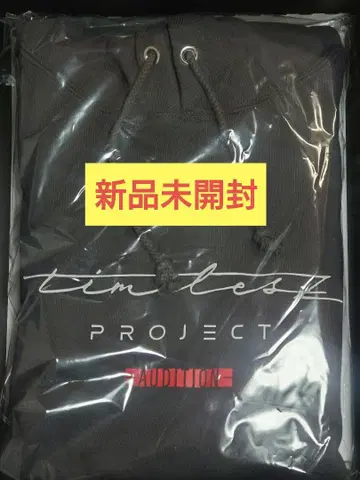 新品未開封
timelesz
PROJECT
AUDITION